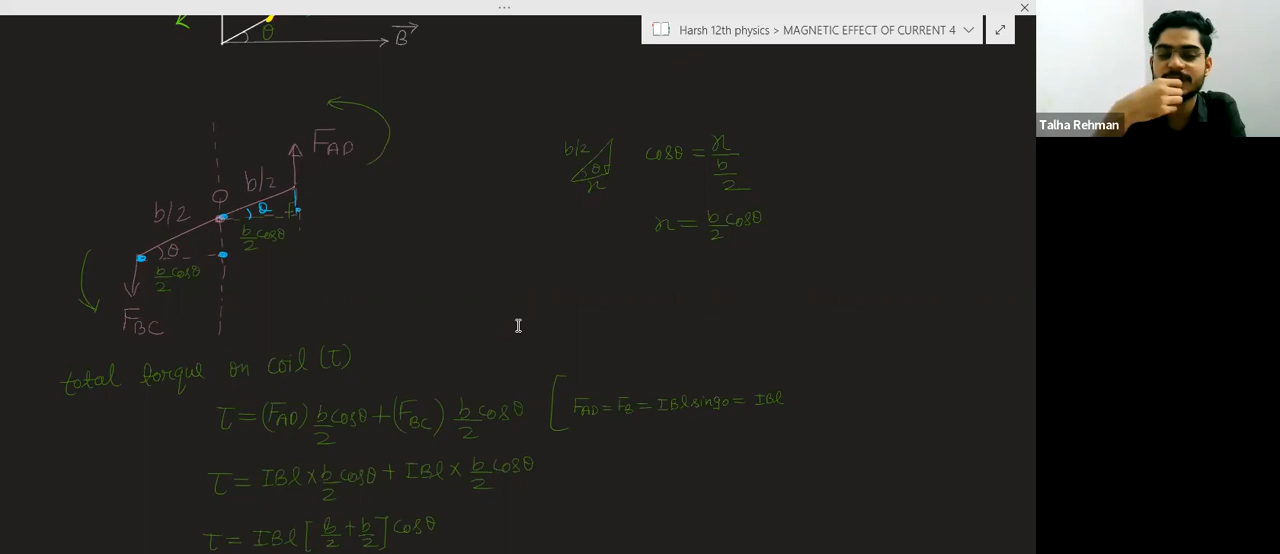 Harsh 12th physics > MAGNETIC EFFECT OF CURRENT 4
Talha Rehman
θ
B
F_AD
b/2
O
b/2
θ
b/2 cosθ
θ
b/2 cosθ
F_BC
b/2
θ
x
cosθ = x / (b/2)
x = b/2 cosθ
total torque on coil (τ)
τ = (F_AD) b/2 cosθ + (F_BC) b/2 cosθ
[F_AD = F_B = IBl sin90 = IBl
τ = IBl × b/2 cosθ + IBl × b/2 cosθ
τ = IBl [b/2 + b/2] cosθ